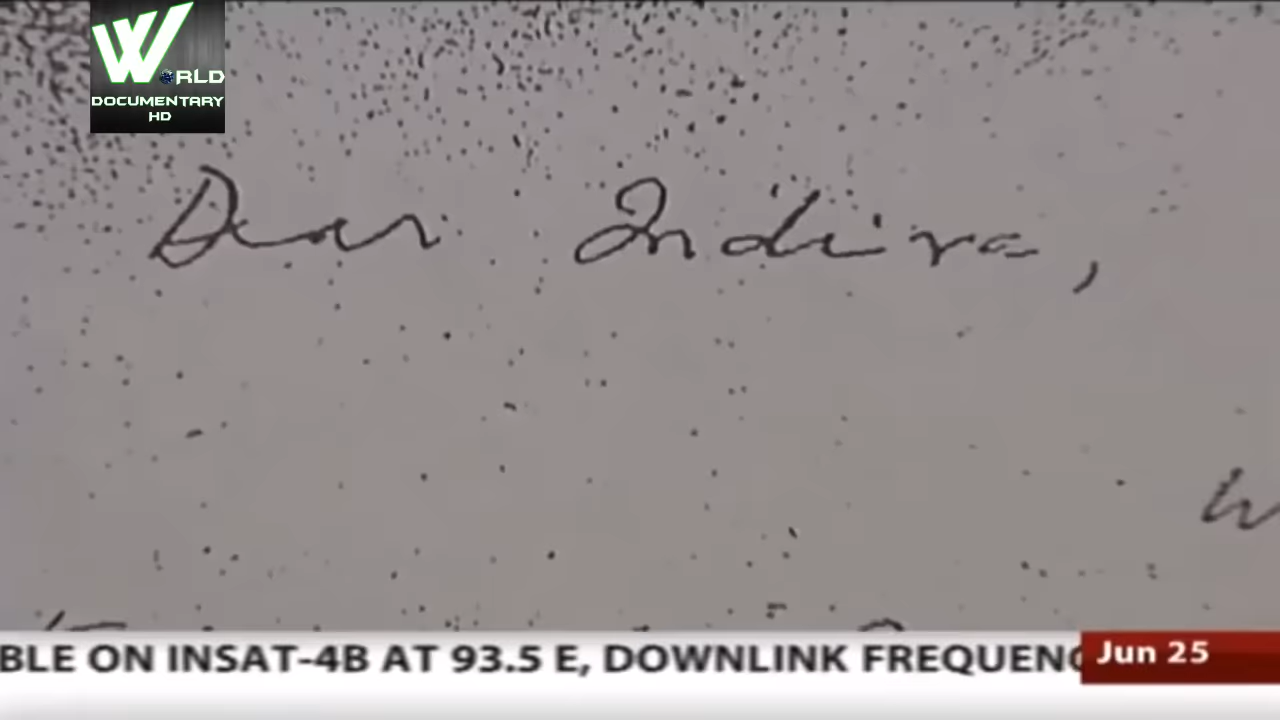 WORLD
DOCUMENTARY
HD
Dear Indira,
BLE ON INSAT-4B AT 93.5 E, DOWNLINK FREQUENC
Jun 25